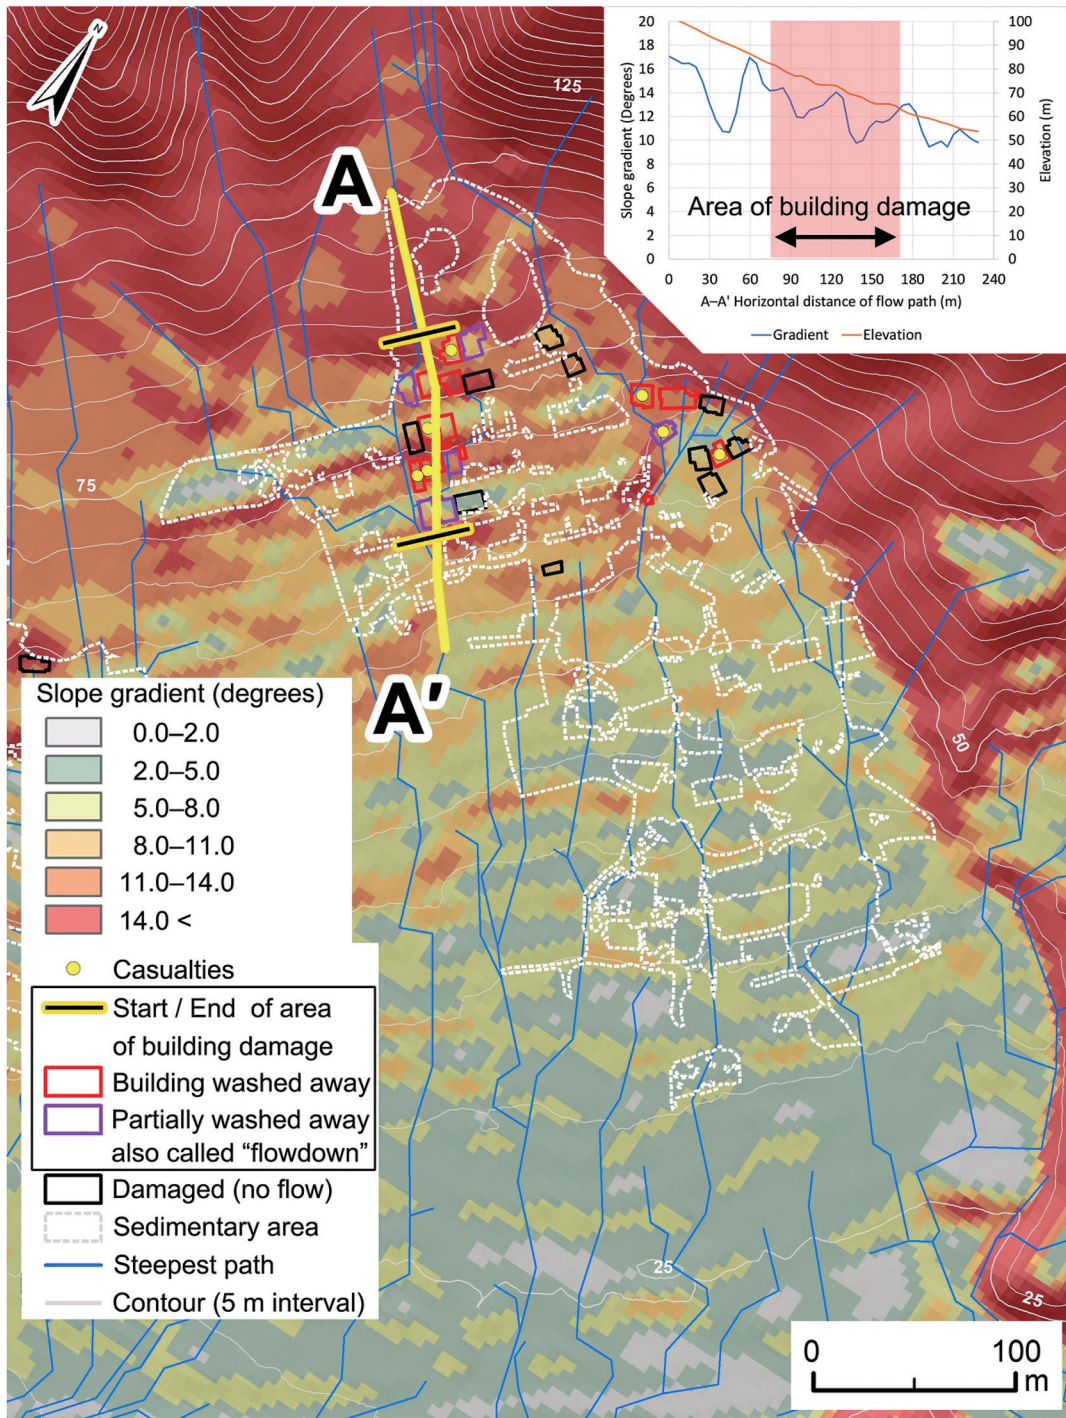 N
125
A
75
A'
50
25
25
20
18
16
14
12
10
8
6
4
2
0
Slope gradient (Degrees)
100
90
80
70
60
50
40
30
20
10
0
Elevation (m)
Area of building damage
0 30 60 90 120 150 180 210 240
A–A' Horizontal distance of flow path (m)
Gradient Elevation
Slope gradient (degrees)
0.0–2.0
2.0–5.0
5.0–8.0
8.0–11.0
11.0–14.0
14.0 <
Casualties
Start / End of area
of building damage
Building washed away
Partially washed away
also called “flowdown”
Damaged (no flow)
Sedimentary area
Steepest path
Contour (5 m interval)
0 100
m